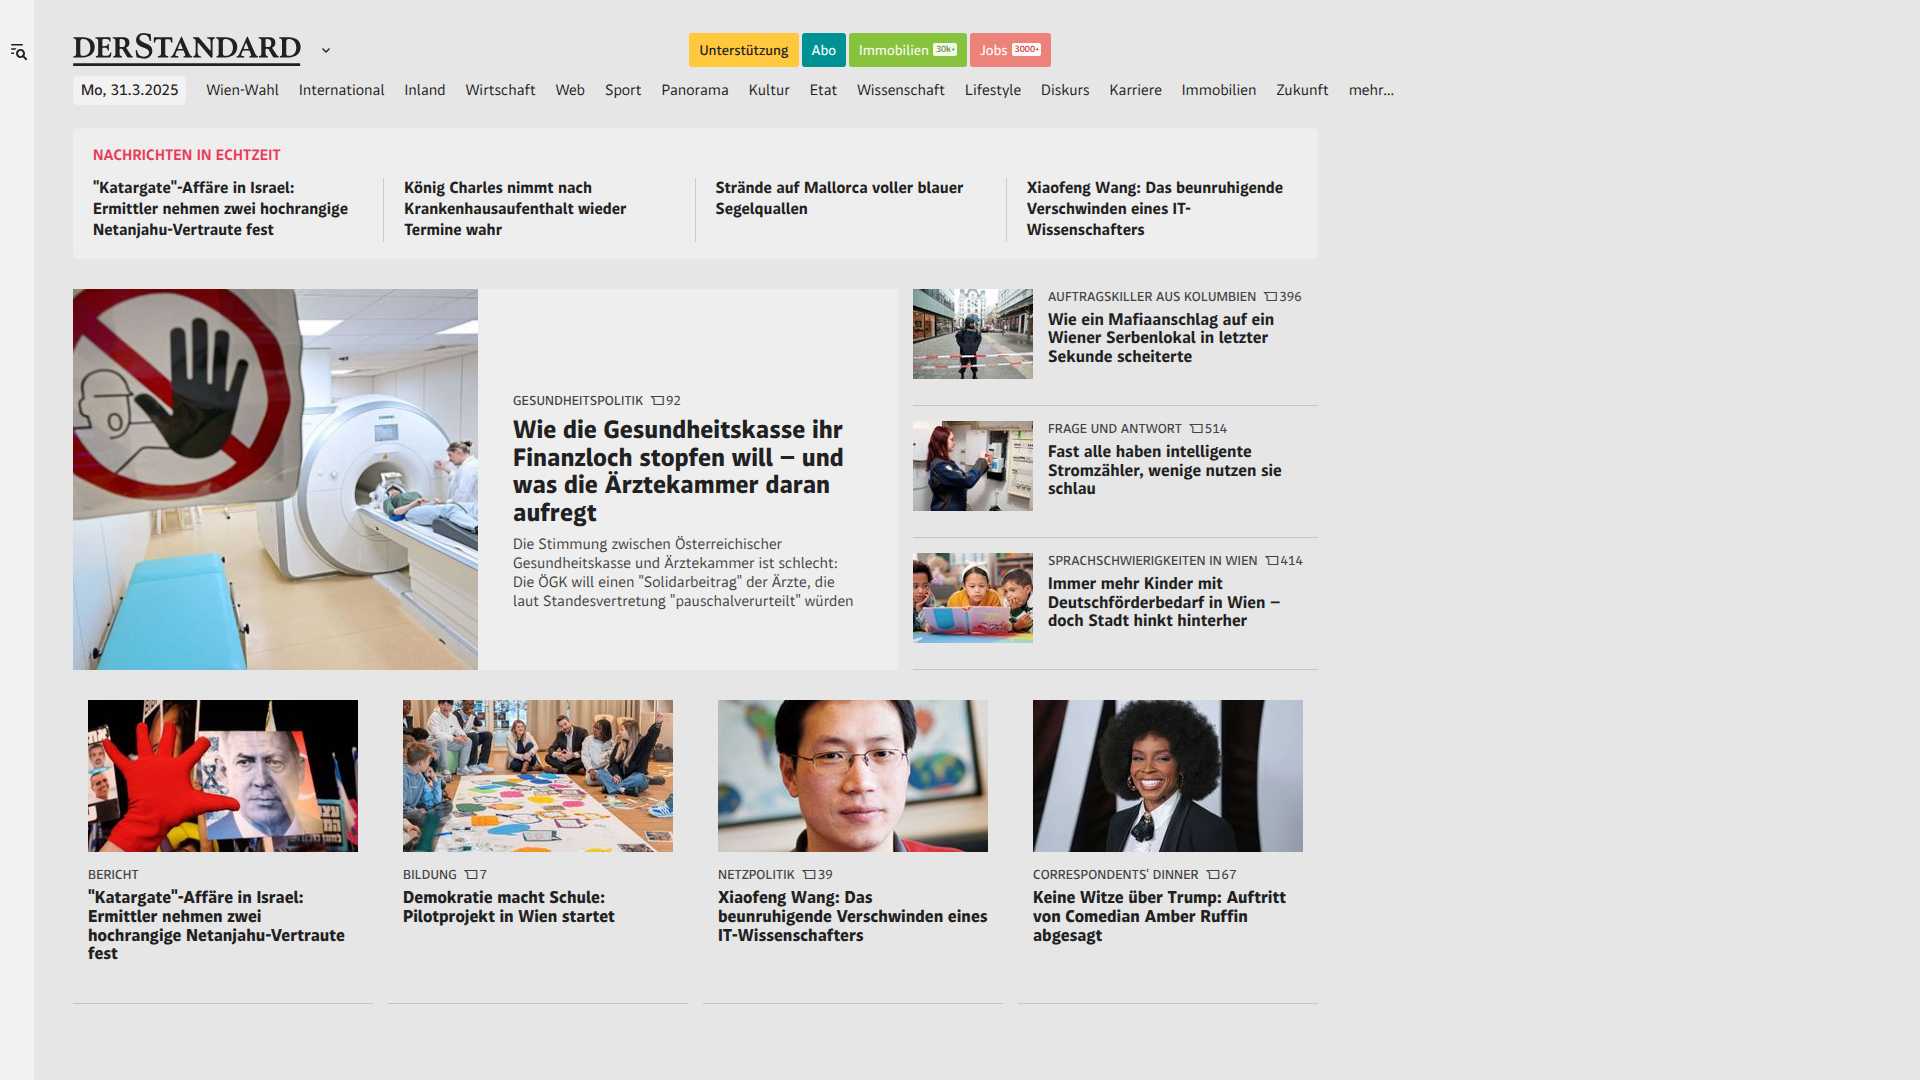 DERSTANDARD
Unterstützung
Abo
Immobilien 30k+
Jobs 3000+
Mo, 31.3.2025
Wien-Wahl
International
Inland
Wirtschaft
Web
Sport
Panorama
Kultur
Etat
Wissenschaft
Lifestyle
Diskurs
Karriere
Immobilien
Zukunft
mehr...
NACHRICHTEN IN ECHTZEIT
"Katargate"-Affäre in Israel:
Ermittler nehmen zwei hochrangige
Netanjahu-Vertraute fest
König Charles nimmt nach
Krankenhausaufenthalt wieder
Termine wahr
Strände auf Mallorca voller blauer
Segelquallen
Xiaofeng Wang: Das beunruhigende
Verschwinden eines IT-
Wissenschafters
GESUNDHEITSPOLITIK 92
Wie die Gesundheitskasse ihr
Finanzloch stopfen will – und
was die Ärztekammer daran
aufregt
Die Stimmung zwischen Österreichischer
Gesundheitskasse und Ärztekammer ist schlecht:
Die ÖGK will einen "Solidarbeitrag" der Ärzte, die
laut Standesvertretung "pauschalverurteilt" würden
AUFTRAGSKILLER AUS KOLUMBIEN 396
Wie ein Mafiaanschlag auf ein
Wiener Serbenlokal in letzter
Sekunde scheiterte
FRAGE UND ANTWORT 514
Fast alle haben intelligente
Stromzähler, wenige nutzen sie
schlau
SPRACHSCHWIERIGKEITEN IN WIEN 414
Immer mehr Kinder mit
Deutschförderbedarf in Wien –
doch Stadt hinkt hinterher
BERICHT
"Katargate"-Affäre in Israel:
Ermittler nehmen zwei
hochrangige Netanjahu-Vertraute
fest
BILDUNG 7
Demokratie macht Schule:
Pilotprojekt in Wien startet
NETZPOLITIK 39
Xiaofeng Wang: Das
beunruhigende Verschwinden eines
IT-Wissenschafters
CORRESPONDENTS' DINNER 67
Keine Witze über Trump: Auftritt
von Comedian Amber Ruffin
abgesagt